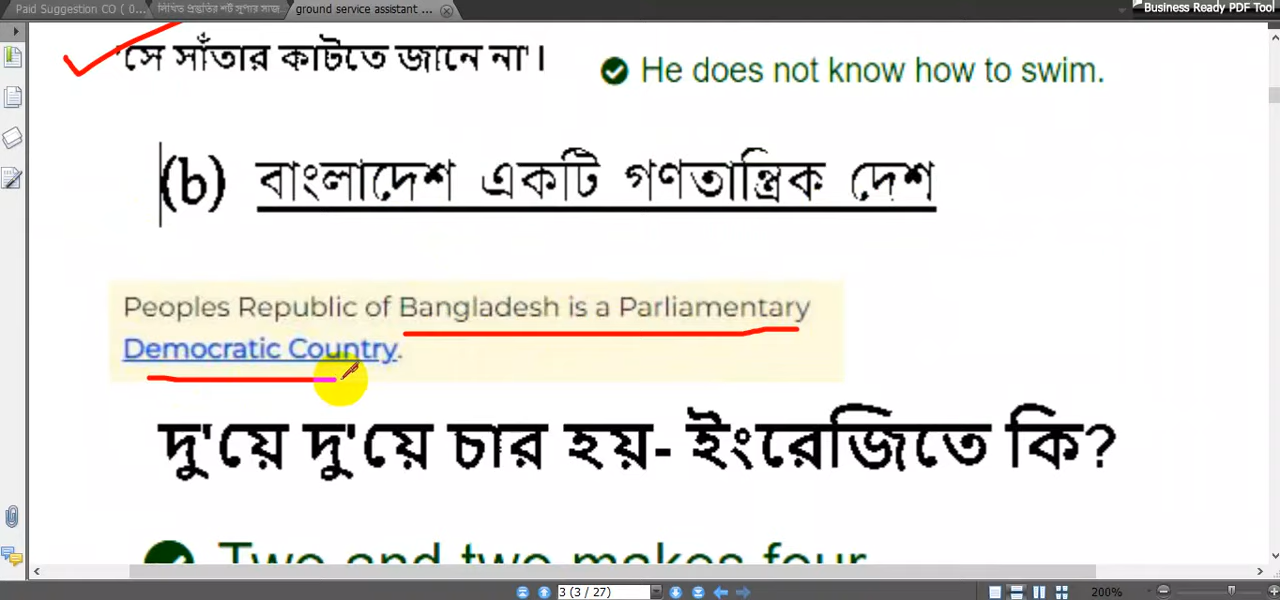 Paid Suggestion CO ( 0...
ground service assistant ...
Business Ready PDF Tool
'সে সাঁতার কাটতে জানে না'।
He does not know how to swim.
(b) বাংলাদেশ একটি গণতান্ত্রিক দেশ
Peoples Republic of Bangladesh is a Parliamentary
Democratic Country.
দু'য়ে দু'য়ে চার হয়- ইংরেজিতে কি?
Two and two makes four
3 (3 / 27)
200%